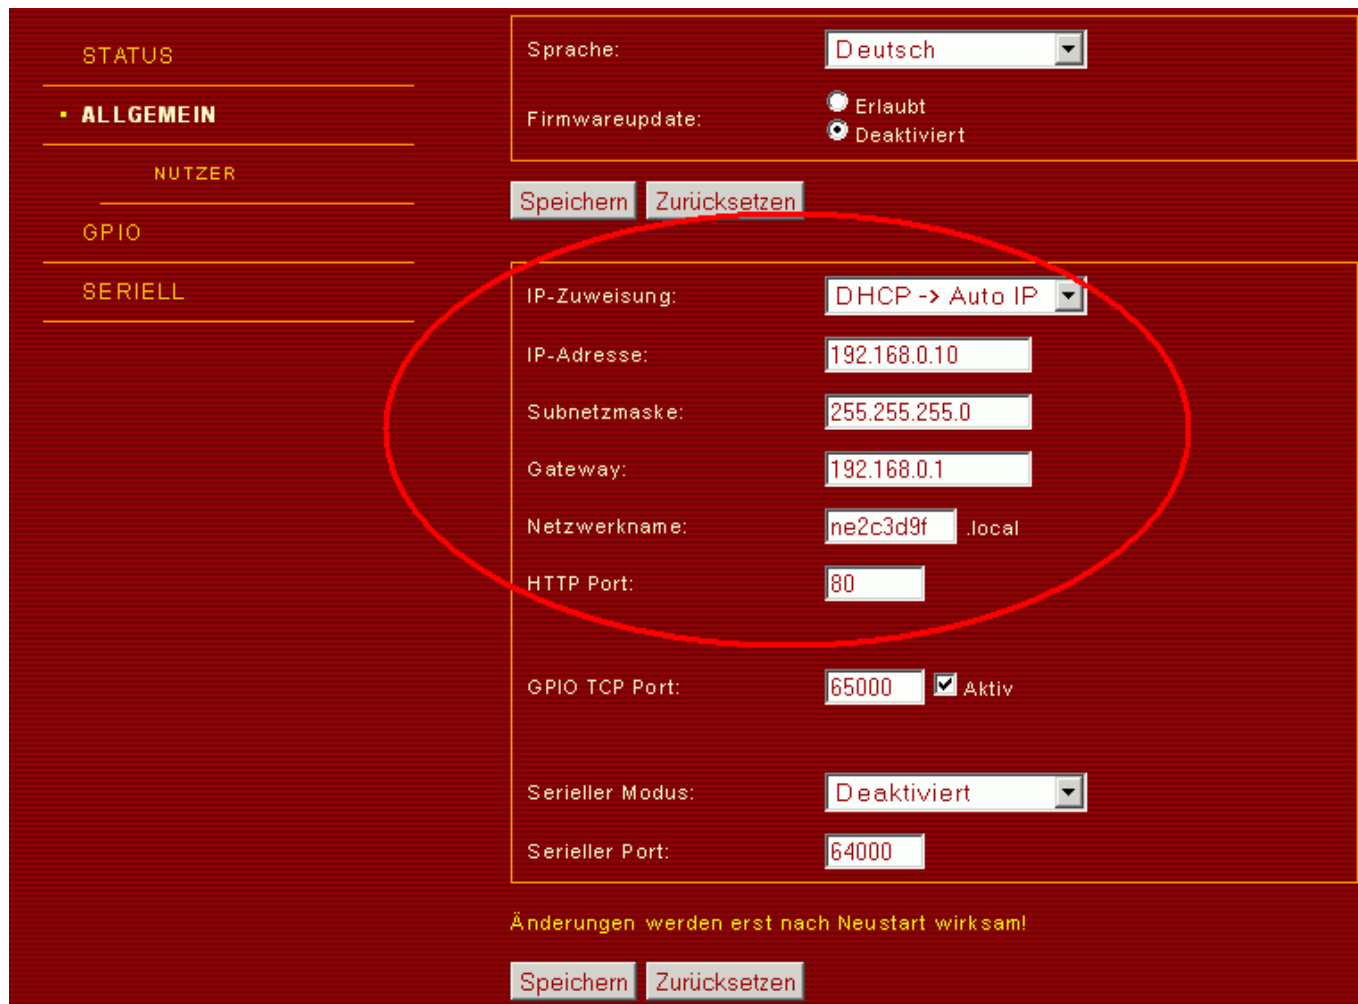 STATUS
ALLGEMEIN
NUTZER
GPIO
SERIELL
Sprache: Deutsch
Firmwareupdate: Erlaubt
Deaktiviert
Speichern Zurücksetzen
IP-Zuweisung: DHCP -> Auto IP
IP-Adresse: 192.168.0.10
Subnetzmaske: 255.255.255.0
Gateway: 192.168.0.1
Netzwerkname: ne2c3d9f .local
HTTP Port: 80
GPIO TCP Port: 65000 Aktiv
Serieller Modus: Deaktiviert
Serieller Port: 64000
Änderungen werden erst nach Neustart wirksam!
Speichern Zurücksetzen